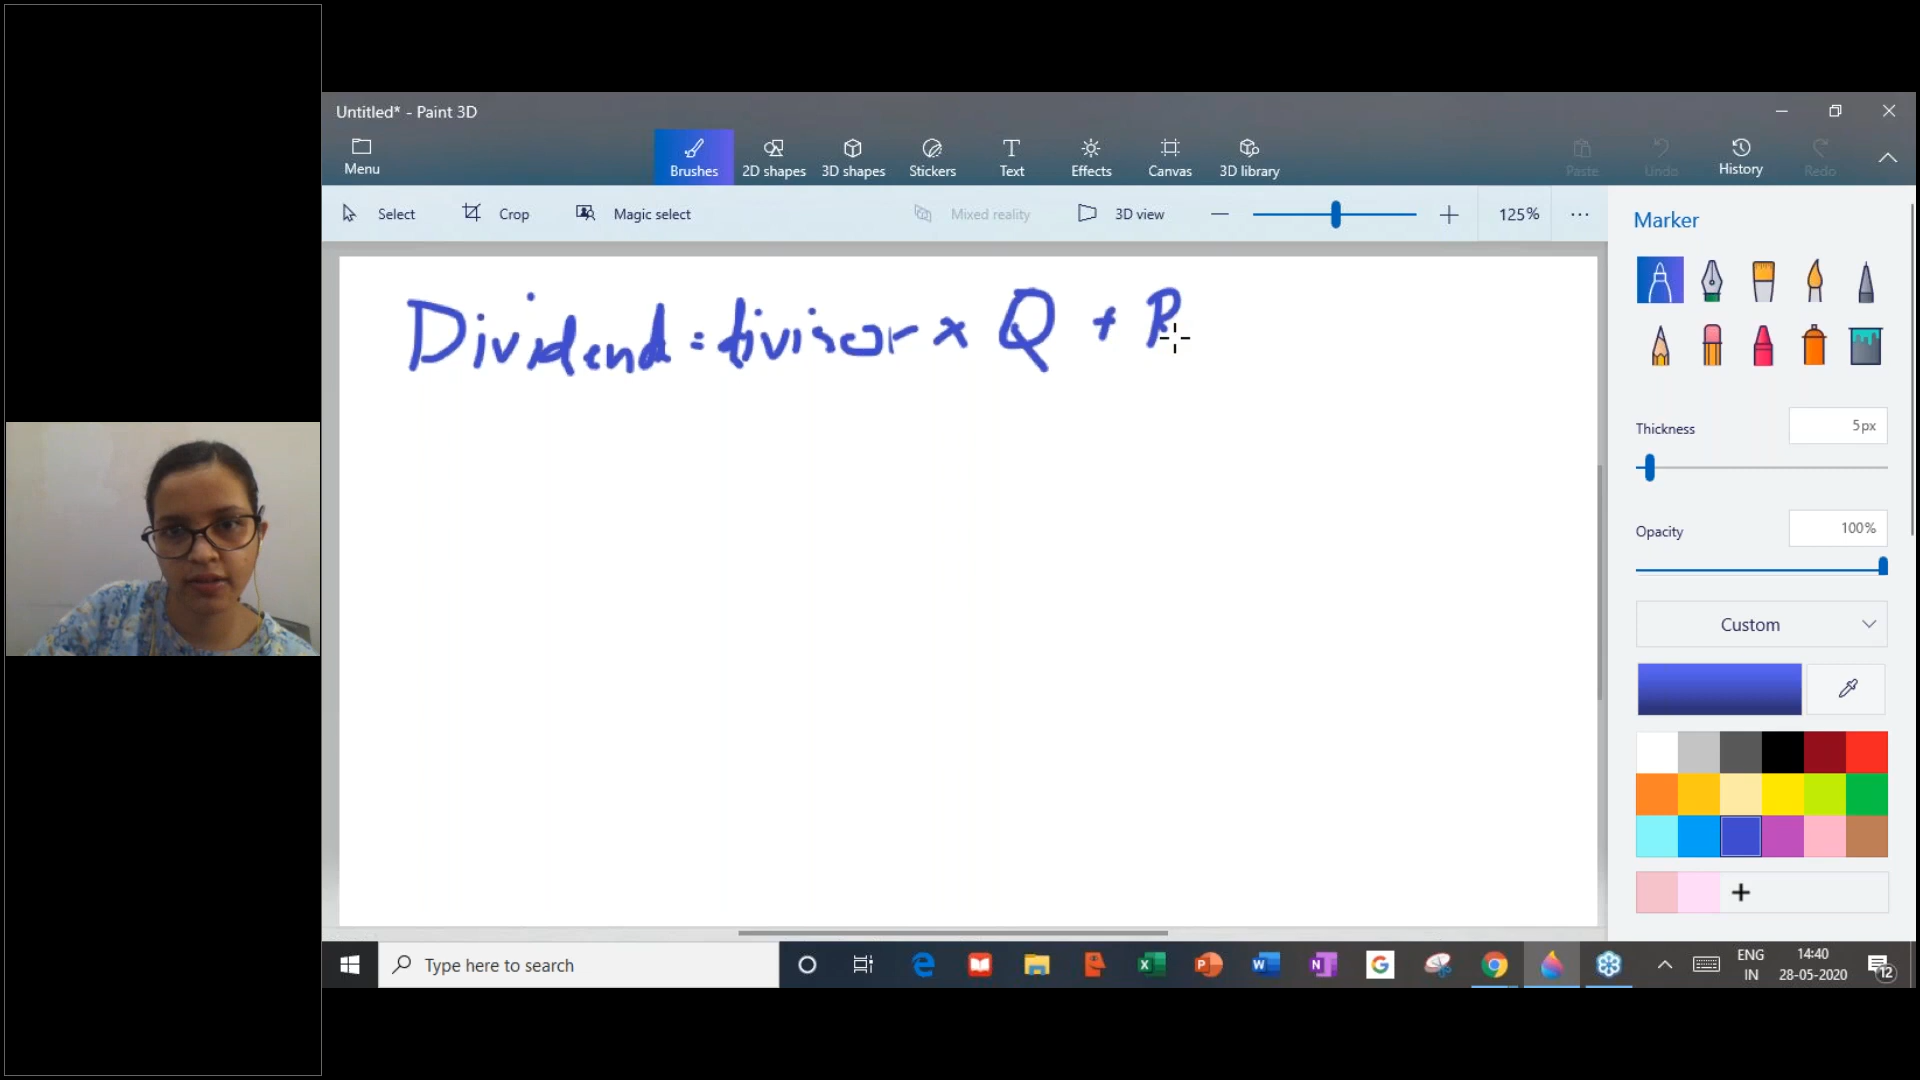 Untitled* - Paint 3D
Menu
Brushes
2D shapes
3D shapes
Stickers
Text
Effects
Canvas
3D library
Paste
Undo
History
Redo
Select
Crop
Magic select
Mixed reality
3D view
125%
Marker
Dividend = divisor × Q + R
Thickness
5px
Opacity
100%
Custom
Type here to search
ENG
IN
14:40
28-05-2020
12